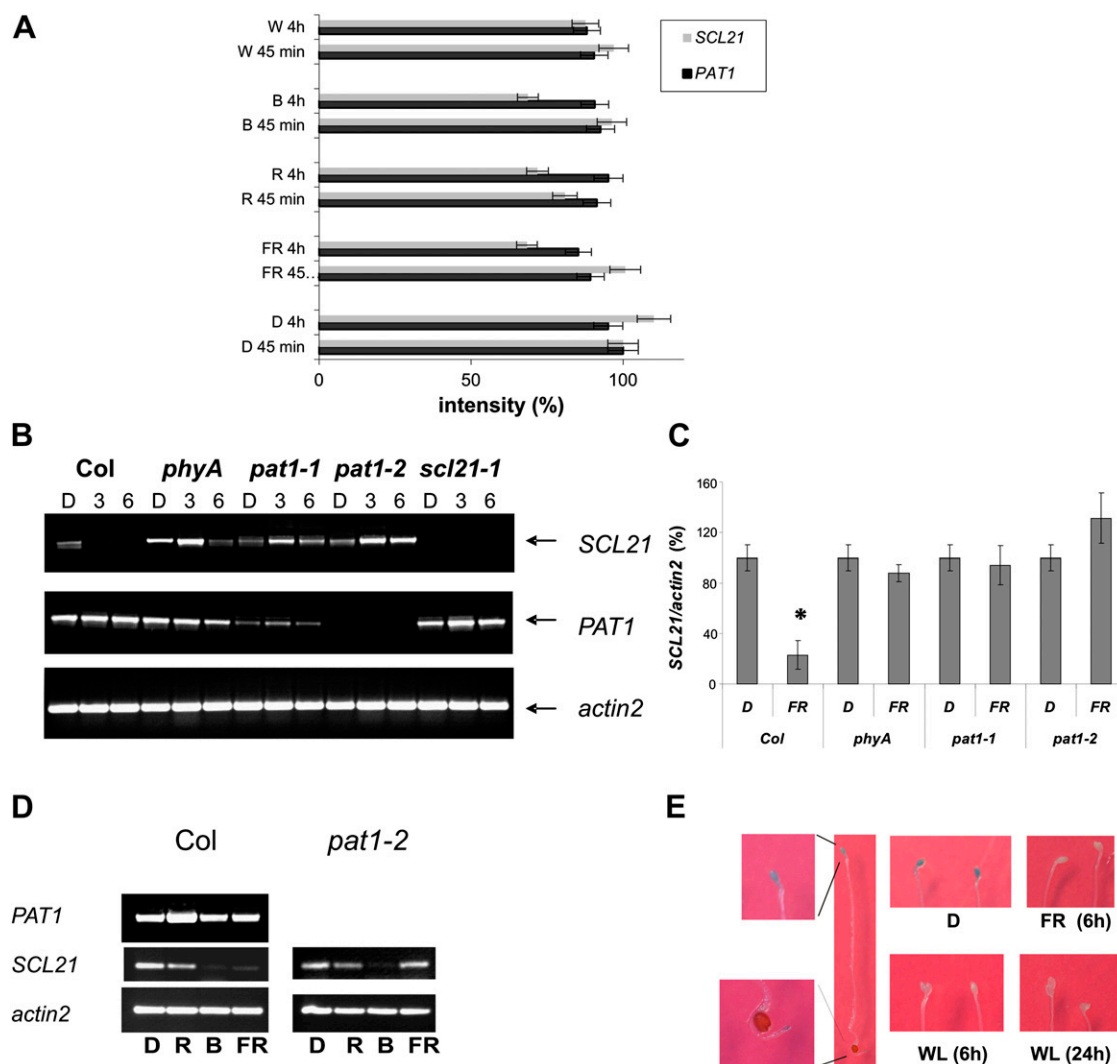 A
W 4h
W 45 min
B 4h
B 45 min
R 4h
R 45 min
FR 4h
FR 45...
D 4h
D 45 min
0 50 100
intensity (%)
SCL21
PAT1
B
Col phyA pat1-1 pat1-2 scl21-1
D 3 6 D 3 6 D 3 6 D 3 6 D 3 6
SCL21
PAT1
actin2
C
SCL21/actin2 (%)
160
120
80
40
0
*
D FR D FR D FR D FR
Col phyA pat1-1 pat1-2
D
Col pat1-2
PAT1
SCL21
actin2
D R B FR D R B FR
E
D FR (6h)
WL (6h) WL (24h)